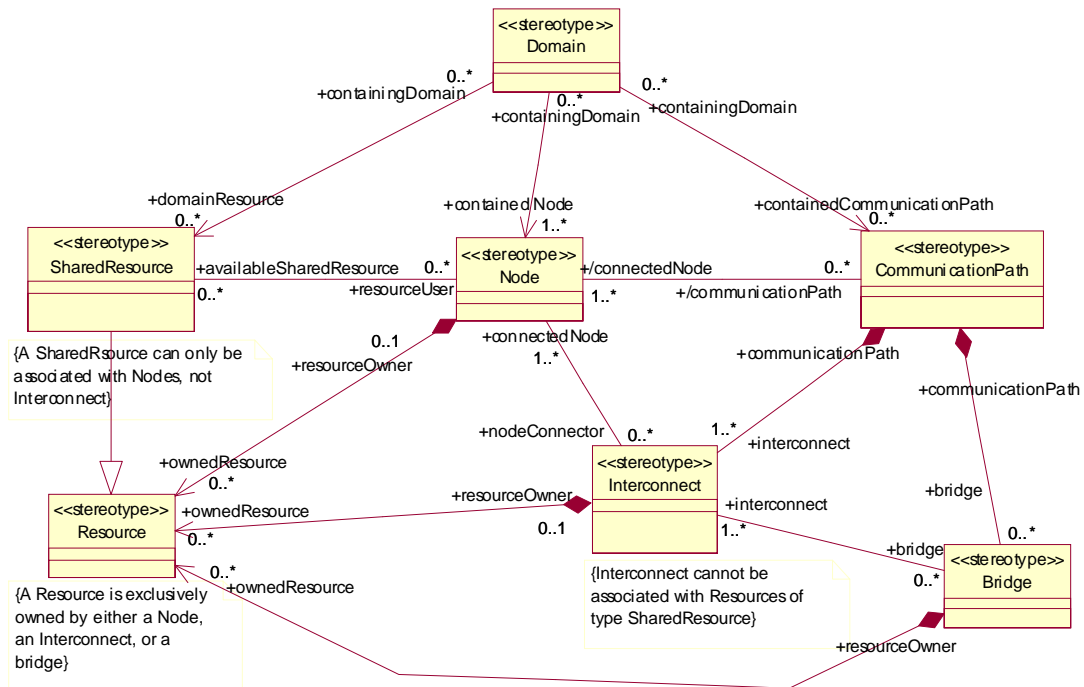 <<stereotype>>
Domain
0..*
+containingDomain
0..*
+containingDomain
0..*
+containingDomain
+domainResource
0..*
+containedNode
1..*
+containedCommunicationPath
0..*
<<stereotype>>
SharedResource
+availableSharedResource
0..*
0..*
+resourceUser
<<stereotype>>
Node
+/connectedNode
1..*
0..*
+/communicationPath
<<stereotype>>
CommunicationPath
{A SharedRsource can only be
associated with Nodes, not
Interconnect}
0..1
+resourceOwner
+connectedNode
1..*
+communicationPath
+communicationPath
+nodeConnector
0..*
1..*
+interconnect
+ownedResource
0..*
<<stereotype>>
Resource
+ownedResource
0..*
+resourceOwner
0..1
<<stereotype>>
Interconnect
+interconnect
1..*
+bridge
0..*
+bridge
0..*
<<stereotype>>
Bridge
0..*
+ownedResource
+resourceOwner
{A Resource is exclusively
owned by either a Node,
an Interconnect, or a
bridge}
{Interconnect cannot be
associated with Resources of
type SharedResource}